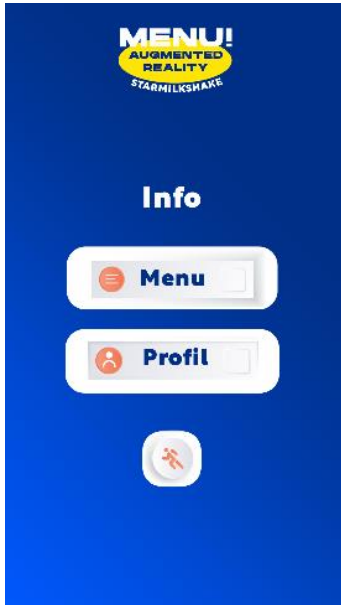 MENU!
AUGMENTED
REALITY
STARMILKSHAKE
Info
Menu
Profil